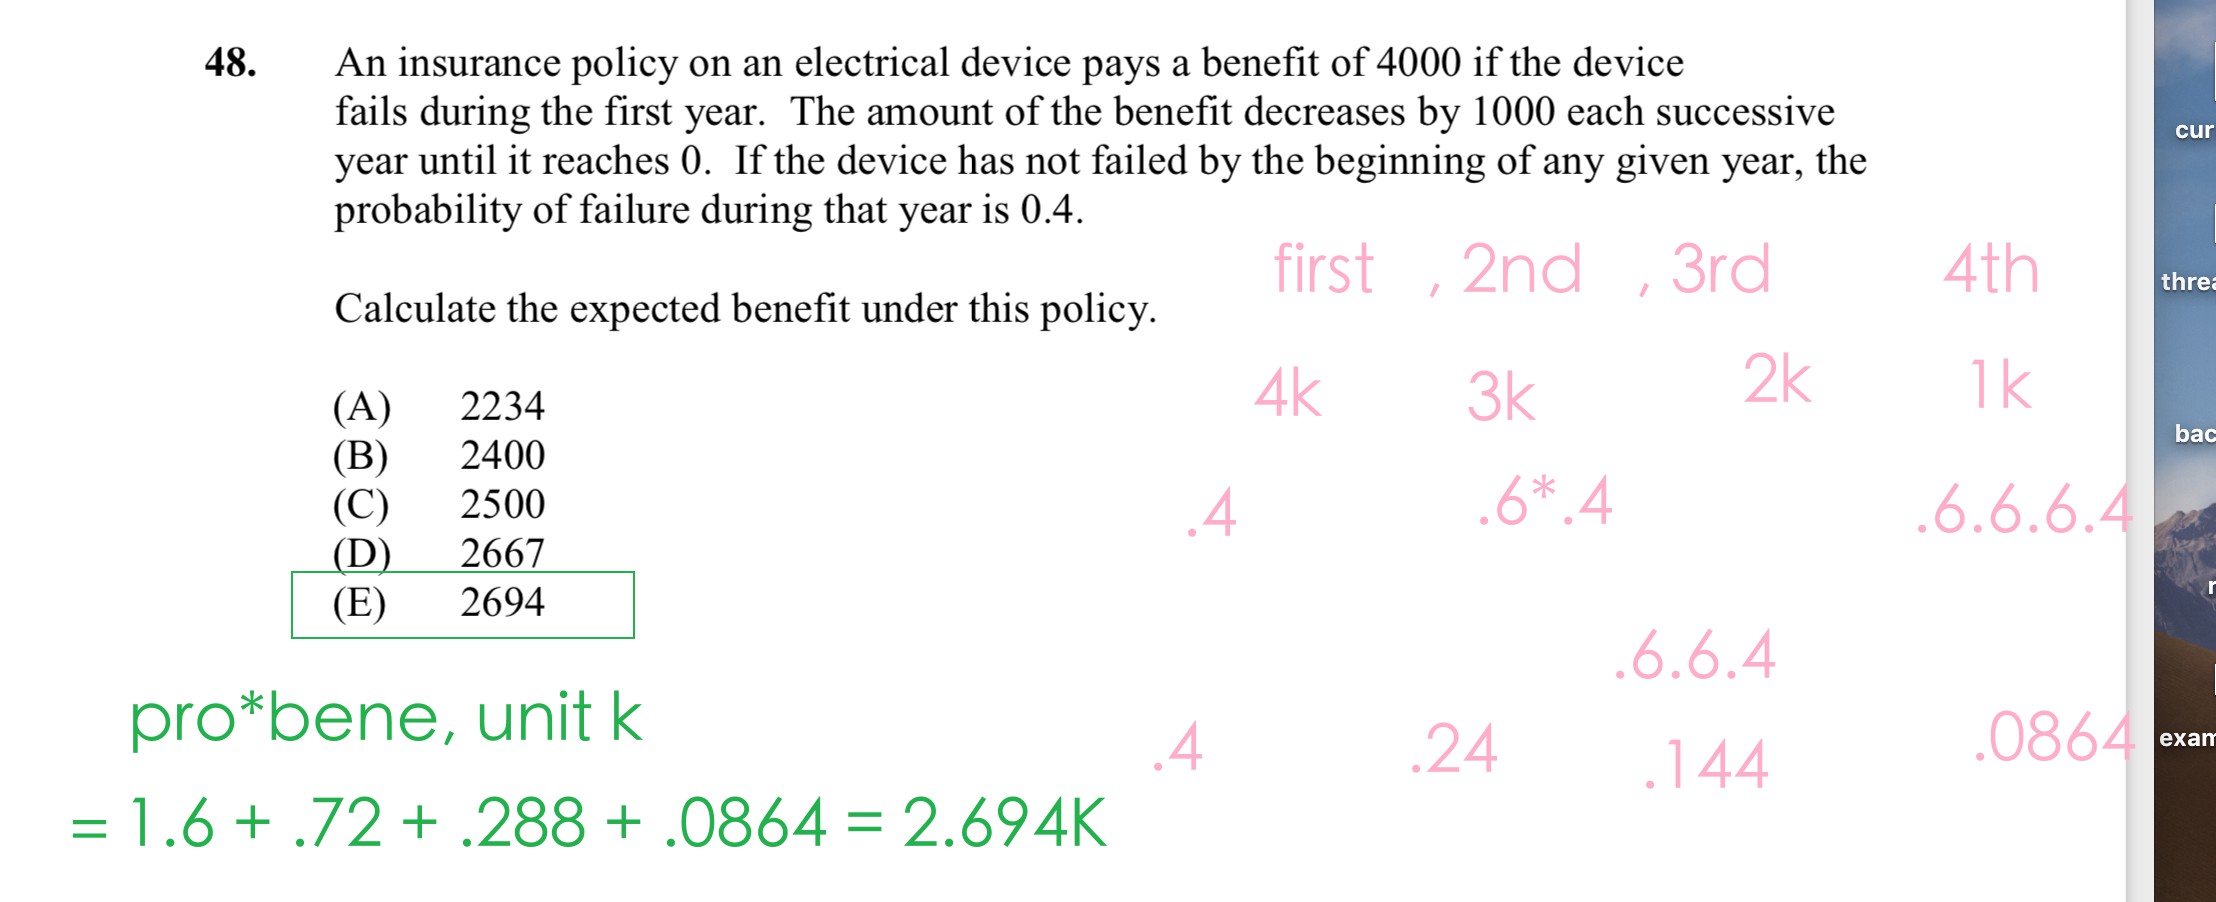 48. An insurance policy on an electrical device pays a benefit of 4000 if the device
fails during the first year. The amount of the benefit decreases by 1000 each successive
year until it reaches 0. If the device has not failed by the beginning of any given year, the
probability of failure during that year is 0.4.
Calculate the expected benefit under this policy.
(A) 2234
(B) 2400
(C) 2500
(D) 2667
(E) 2694
first , 2nd , 3rd 4th
4k 3k 2k 1k
.4 .6*.4 .6.6.6.4
.6.6.4
.4 .24 .144 .0864
pro*bene, unit k
= 1.6 + .72 + .288 + .0864 = 2.694K
cur
thre
bac
exam